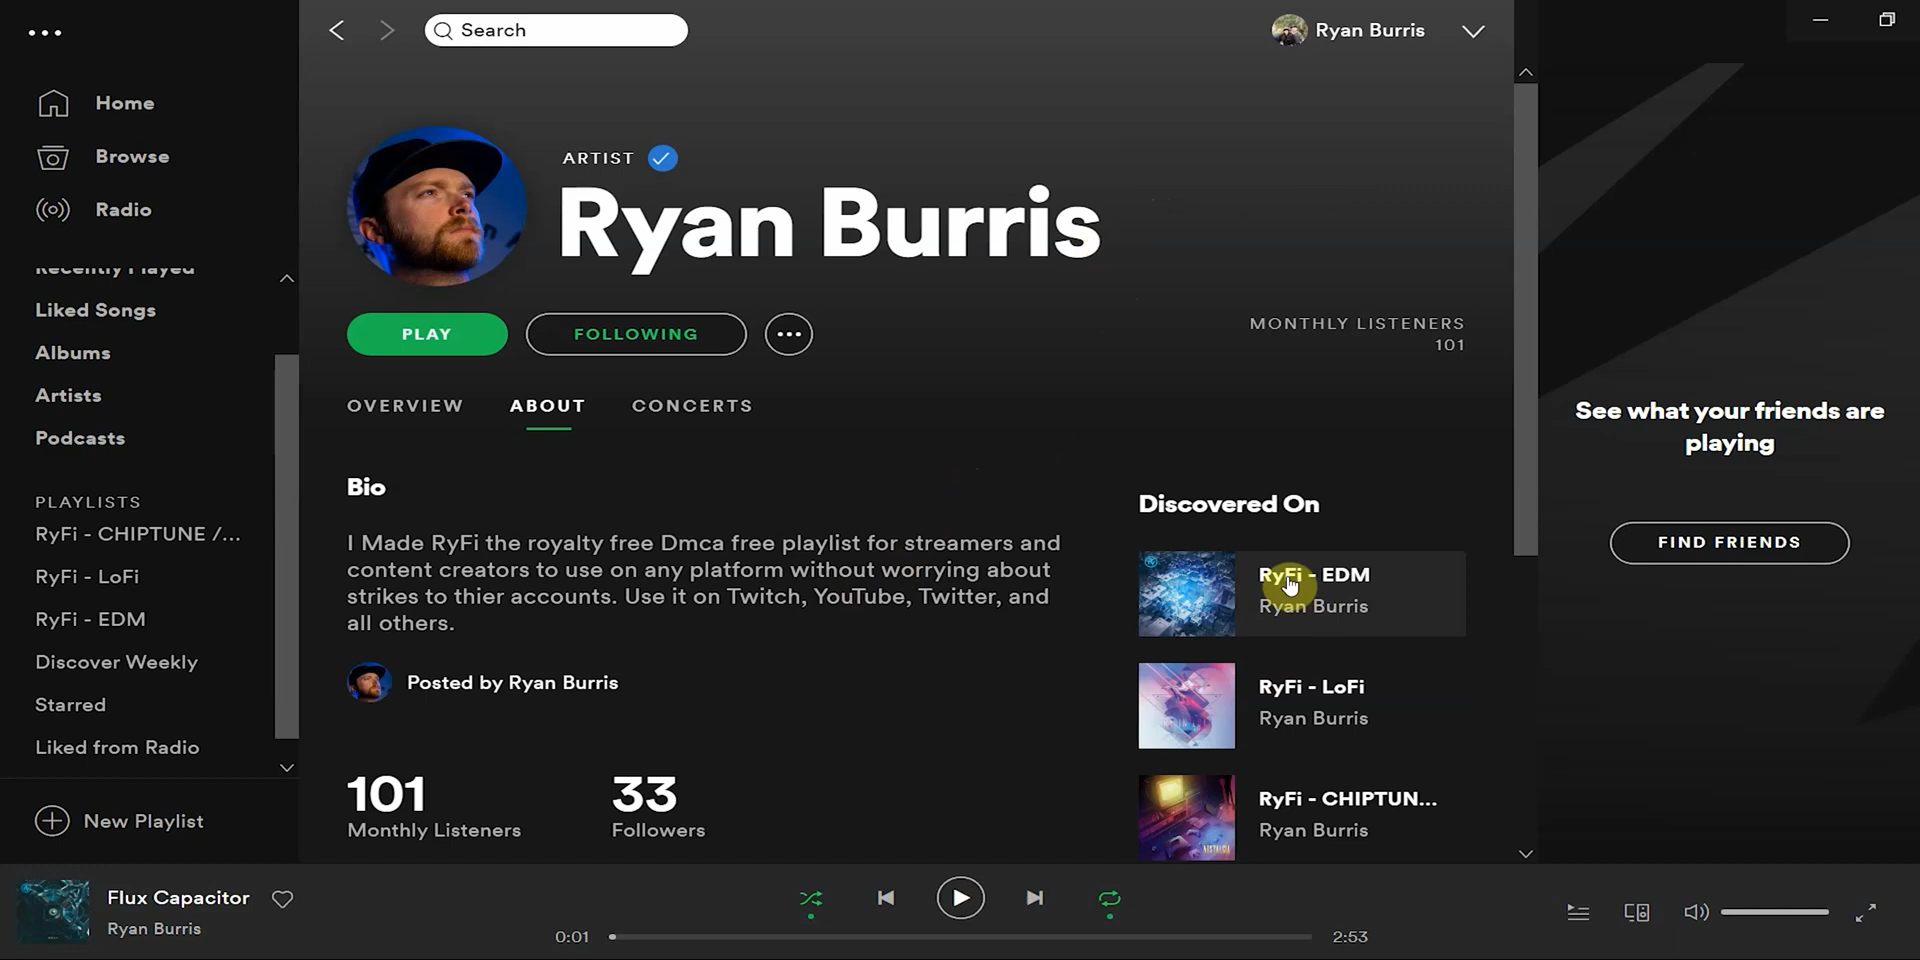 Search
Ryan Burris
Home
Browse
Radio
Recently Played
Liked Songs
Albums
Artists
Podcasts
PLAYLISTS
RyFi - CHIPTUNE /...
RyFi - LoFi
RyFi - EDM
Discover Weekly
Starred
Liked from Radio
New Playlist
ARTIST
Ryan Burris
PLAY
FOLLOWING
MONTHLY LISTENERS
101
OVERVIEW ABOUT CONCERTS
Bio
I Made RyFi the royalty free Dmca free playlist for streamers and
content creators to use on any platform without worrying about
strikes to thier accounts. Use it on Twitch, YouTube, Twitter, and
all others.
Posted by Ryan Burris
101
Monthly Listeners
33
Followers
Discovered On
RyFi - EDM
Ryan Burris
RyFi - LoFi
Ryan Burris
RyFi - CHIPTUN...
Ryan Burris
See what your friends are
playing
FIND FRIENDS
Flux Capacitor
Ryan Burris
0:01
2:53